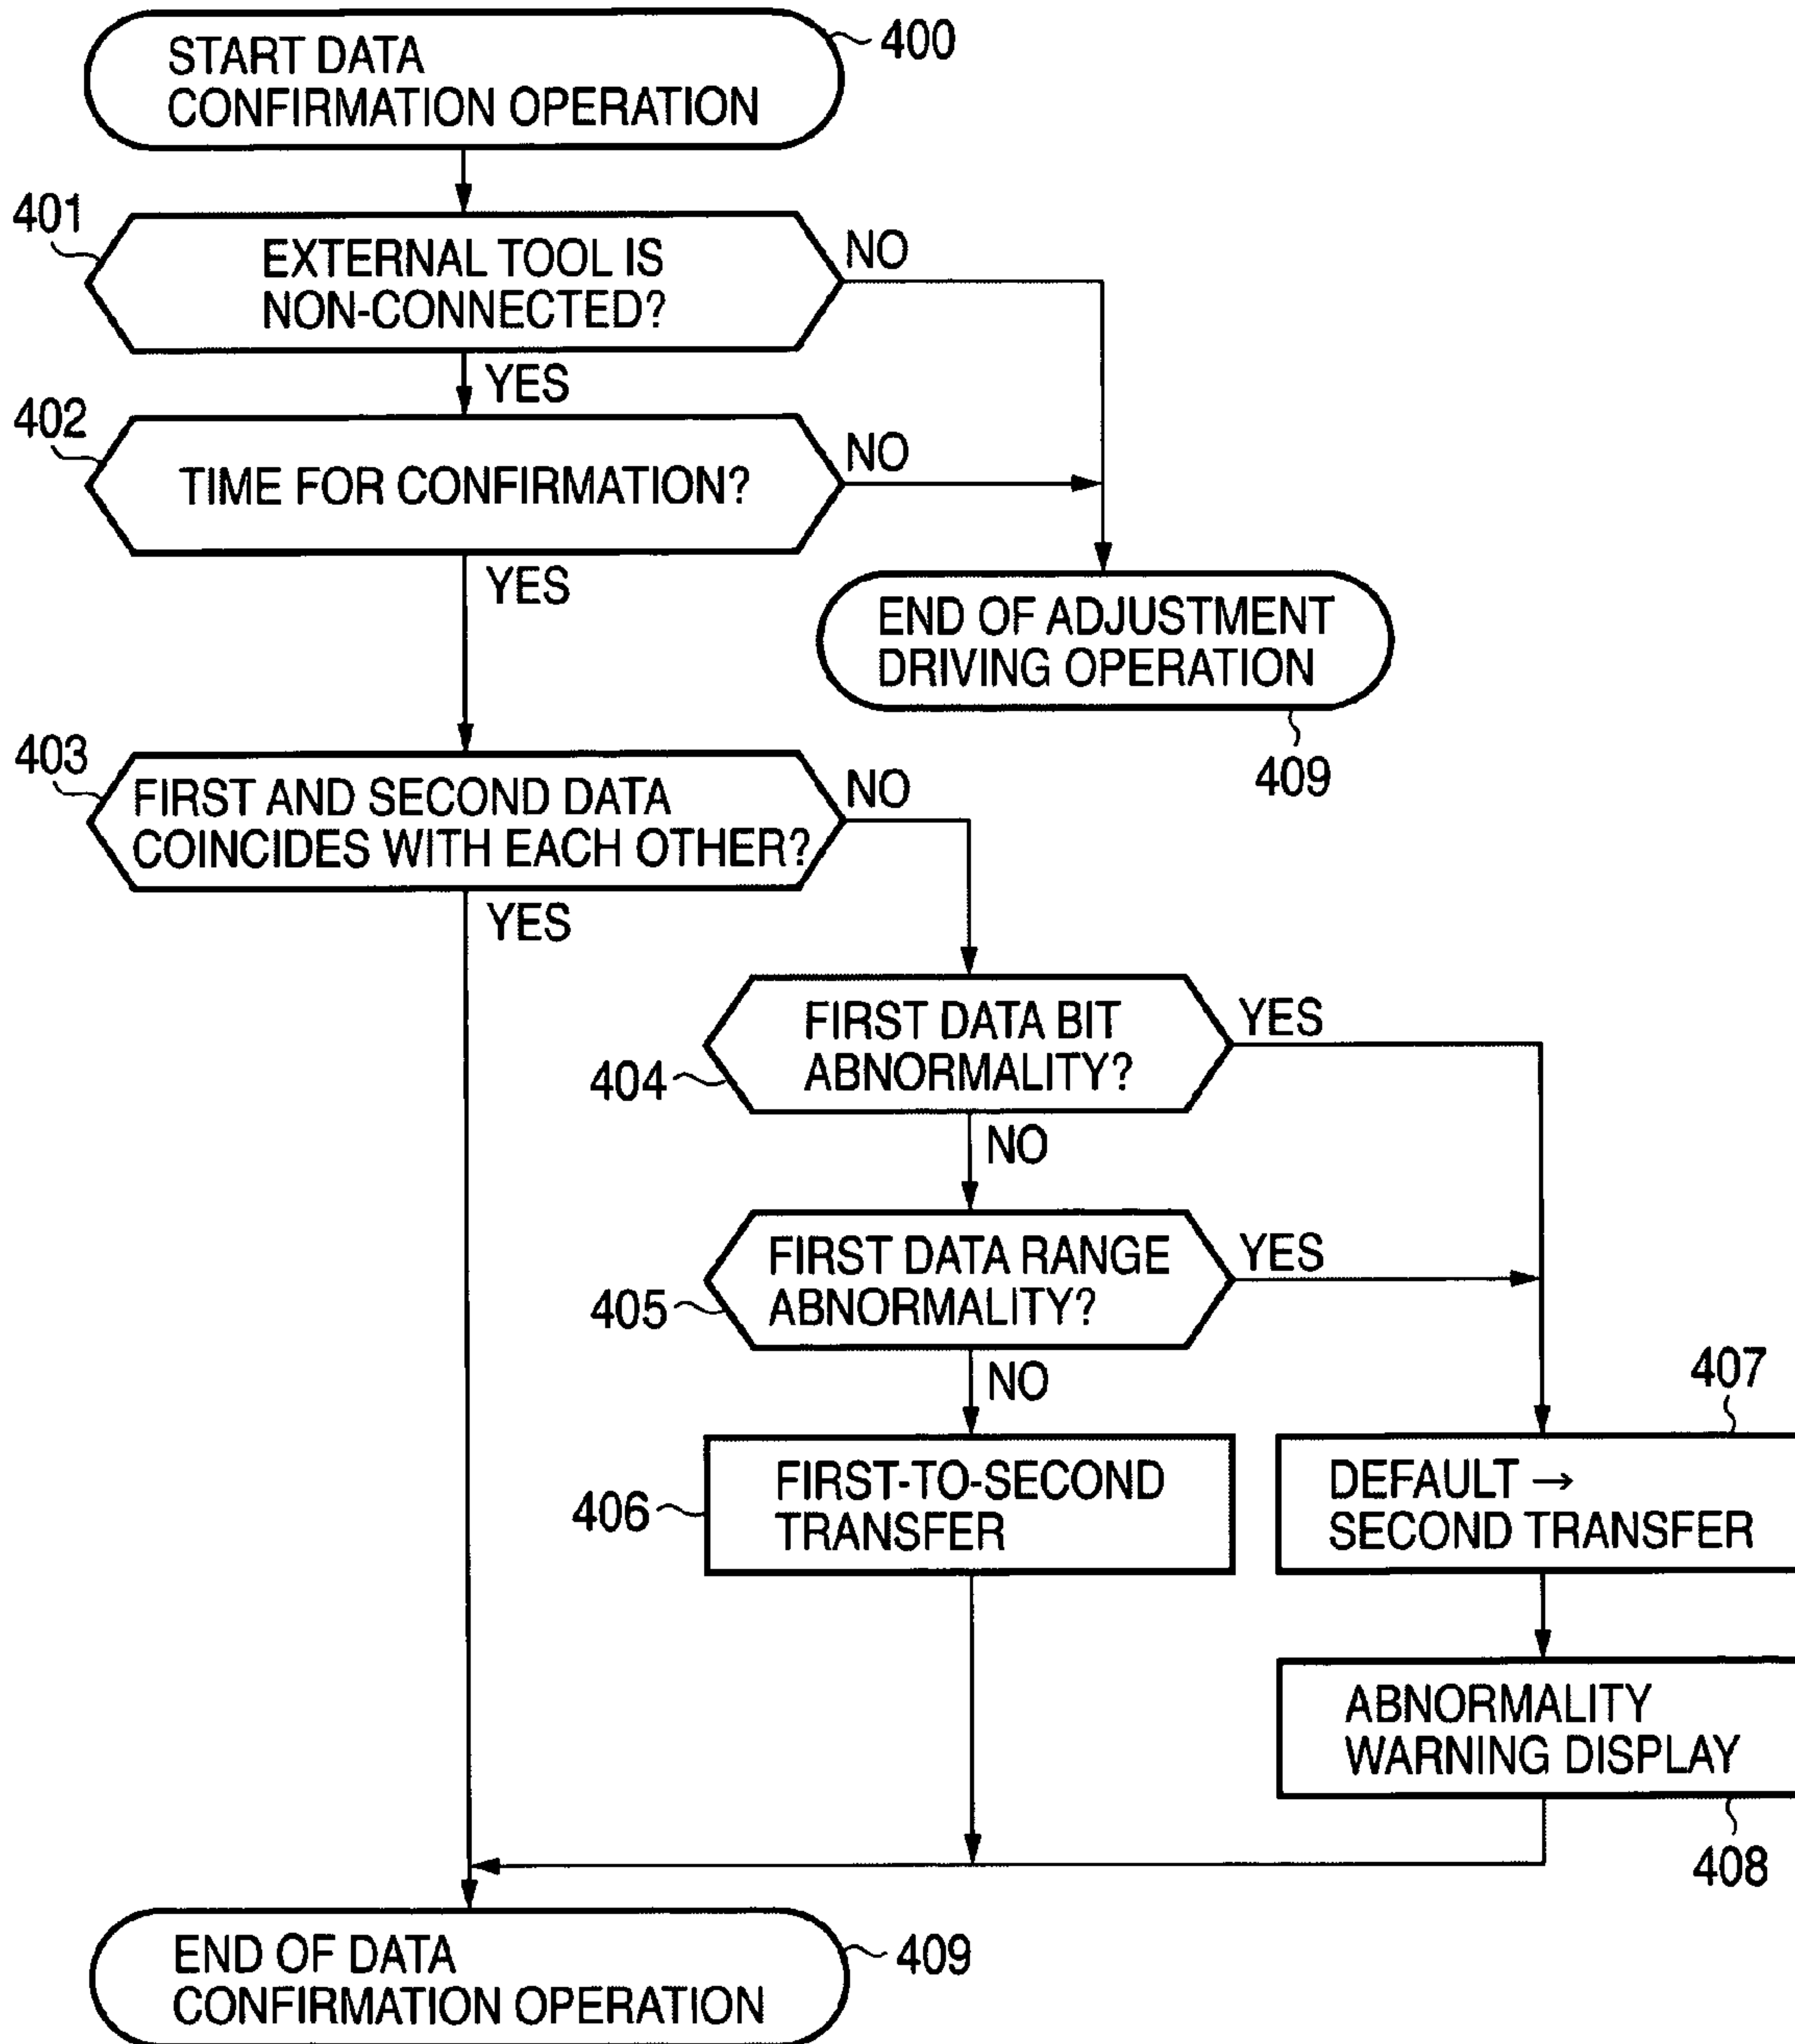 START DATA
CONFIRMATION OPERATION
400
401
EXTERNAL TOOL IS
NON-CONNECTED?
NO
YES
402
TIME FOR CONFIRMATION?
NO
YES
END OF ADJUSTMENT
DRIVING OPERATION
409
403
FIRST AND SECOND DATA
COINCIDES WITH EACH OTHER?
NO
YES
404
FIRST DATA BIT
ABNORMALITY?
YES
NO
405
FIRST DATA RANGE
ABNORMALITY?
YES
NO
406
FIRST-TO-SECOND
TRANSFER
407
DEFAULT →
SECOND TRANSFER
ABNORMALITY
WARNING DISPLAY
408
END OF DATA
CONFIRMATION OPERATION
409